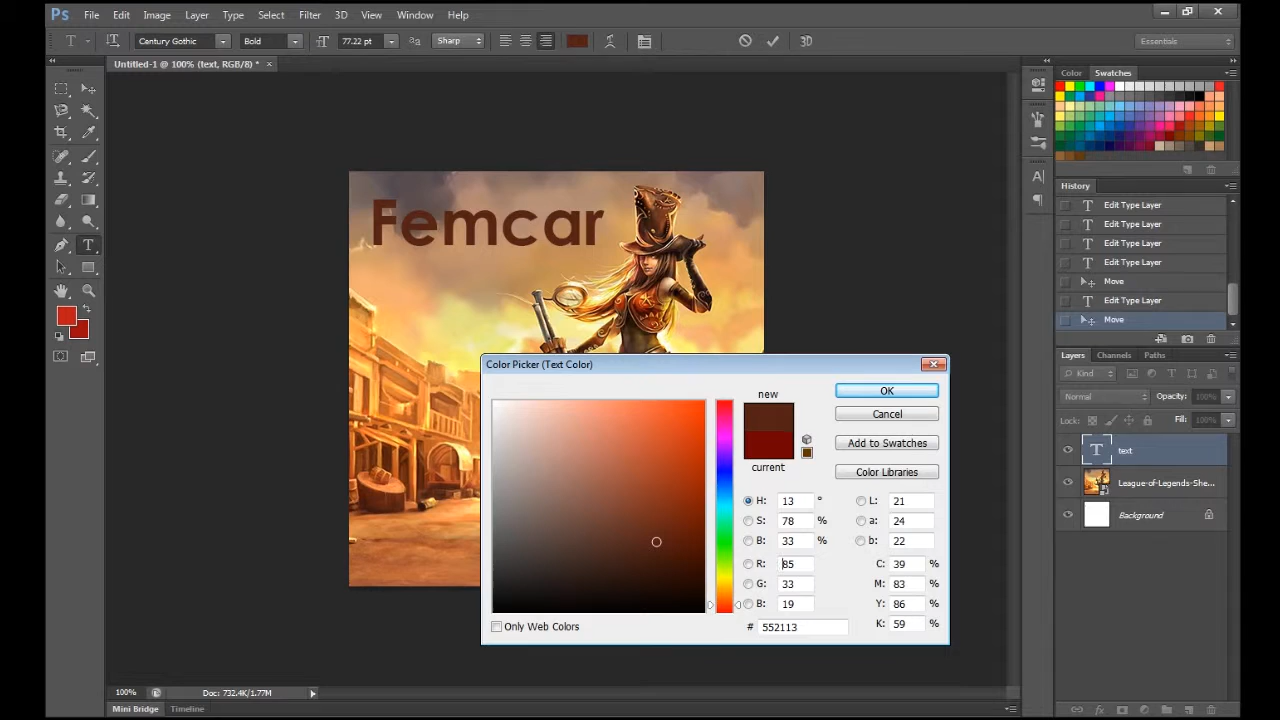 Ps File Edit Image Layer Type Select Filter 3D View Window Help
T Century Gothic Bold 77.22 pt Sharp 3D Essentials
Untitled-1 @ 100% (text, RGB/8) * ×
Color Swatches
Femcar
History
Edit Type Layer
Edit Type Layer
Edit Type Layer
Edit Type Layer
Move
Edit Type Layer
Move
Layers Channels Paths
Kind
Normal Opacity: 100%
Lock: Fill: 100%
text
League-of-Legends-She...
Background
Color Picker (Text Color)
new
current
OK
Cancel
Add to Swatches
Color Libraries
H: 13 ° L: 21
S: 78 % a: 24
B: 33 % b: 22
R: 85 C: 39 %
G: 33 M: 83 %
B: 19 Y: 86 %
# 552113 K: 59 %
Only Web Colors
100% Doc: 732.4K/1.77M
Mini Bridge Timeline